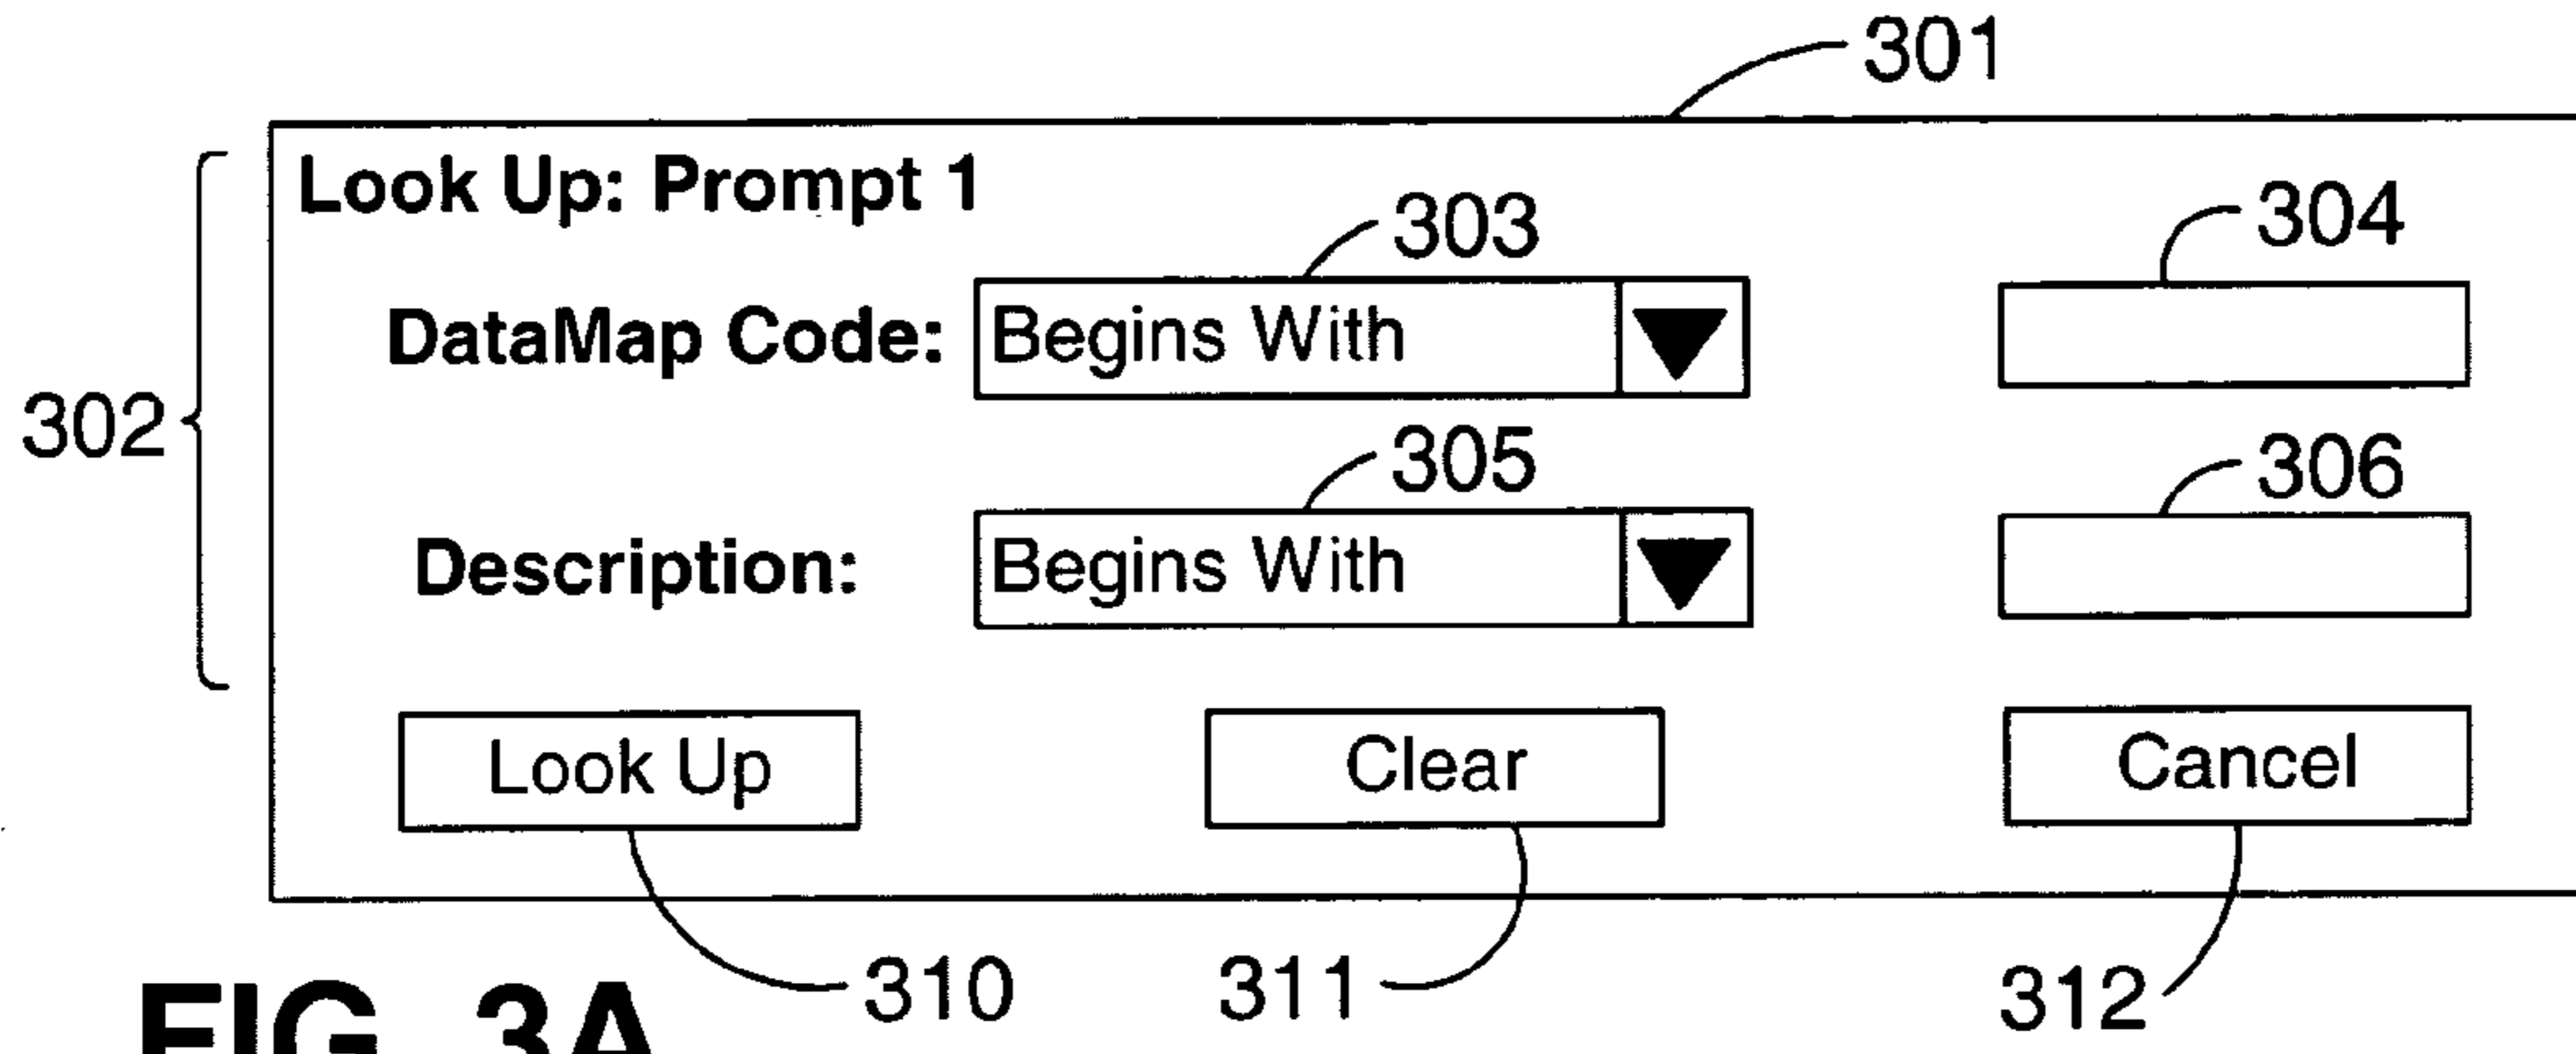 301
Look Up: Prompt 1
303
304
DataMap Code: Begins With
302
305
306
Description: Begins With
Look Up Clear Cancel
310 311 312
FIG. 3A